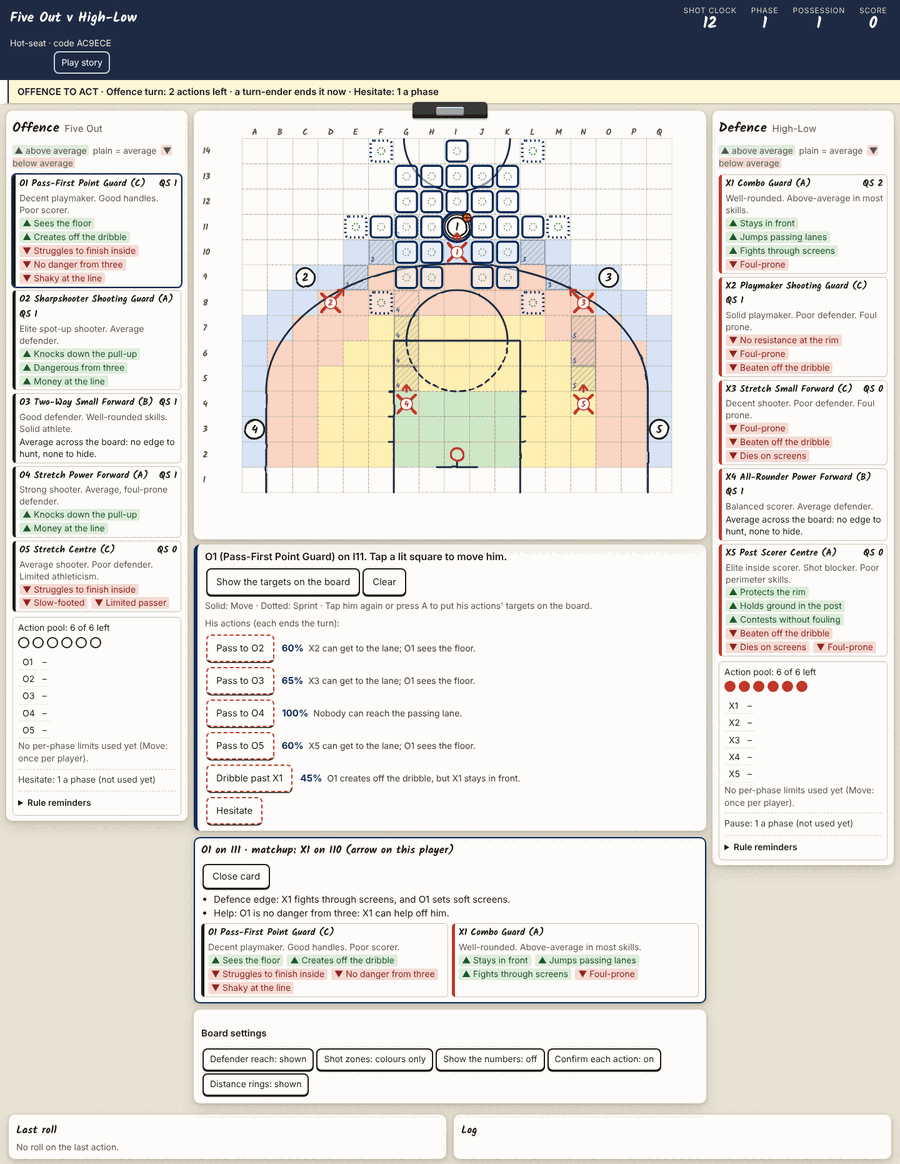 Five Out v High-Low
Hot-seat · code AC9ECE
Play story
SHOT CLOCK
12
PHASE
1
POSSESSION
1
SCORE
0
OFFENCE TO ACT · Offence turn: 2 actions left · a turn-ender ends it now · Hesitate: 1 a phase
Offence Five Out
▲ above average plain = average ▼
below average
O1 Pass-First Point Guard (C) QS 1
Decent playmaker. Good handles.
Poor scorer.
▲ Sees the floor
▲ Creates off the dribble
▼ Struggles to finish inside
▼ No danger from three
▼ Shaky at the line
O2 Sharpshooter Shooting Guard (A)
QS 1
Elite spot-up shooter. Average
defender.
▲ Knocks down the pull-up
▲ Dangerous from three
▲ Money at the line
O3 Two-Way Small Forward (B) QS 1
Good defender. Well-rounded skills.
Solid athlete.
Average across the board: no edge to
hunt, none to hide.
O4 Stretch Power Forward (A) QS 1
Strong shooter. Average, foul-prone
defender.
▲ Knocks down the pull-up
▲ Money at the line
O5 Stretch Centre (C) QS 0
Average shooter. Poor defender.
Limited athleticism.
▼ Struggles to finish inside
▼ Slow-footed ▼ Limited passer
Action pool: 6 of 6 left
O1 –
O2 –
O3 –
O4 –
O5 –
No per-phase limits used yet (Move:
once per player).
Hesitate: 1 a phase (not used yet)
▶ Rule reminders
A B C D E F G H I J K L M N O P Q
14
13
12
11 1
10 2 1 3
9 2 2 3 3
8 2 4 3
7 4 5
6 4 5
5 4 5
4 4 5
3 4 5
2
1
O1 (Pass-First Point Guard) on I11. Tap a lit square to move him.
Show the targets on the board
Clear
Solid: Move · Dotted: Sprint · Tap him again or press A to put his actions' targets on the board.
His actions (each ends the turn):
Pass to O2 60% X2 can get to the lane; O1 sees the floor.
Pass to O3 65% X3 can get to the lane; O1 sees the floor.
Pass to O4 100% Nobody can reach the passing lane.
Pass to O5 60% X5 can get to the lane; O1 sees the floor.
Dribble past X1 45% O1 creates off the dribble, but X1 stays in front.
Hesitate
O1 on I11 · matchup: X1 on I10 (arrow on this player)
Close card
• Defence edge: X1 fights through screens, and O1 sets soft screens.
• Help: O1 is no danger from three: X1 can help off him.
O1 Pass-First Point Guard (C)
Decent playmaker. Good handles. Poor scorer.
▲ Sees the floor ▲ Creates off the dribble
▼ Struggles to finish inside ▼ No danger from three
▼ Shaky at the line
X1 Combo Guard (A)
Well-rounded. Above-average in most skills.
▲ Stays in front ▲ Jumps passing lanes
▲ Fights through screens ▼ Foul-prone
Board settings
Defender reach: shown
Shot zones: colours only
Show the numbers: off
Confirm each action: on
Distance rings: shown
Defence High-Low
▲ above average plain = average ▼
below average
X1 Combo Guard (A) QS 2
Well-rounded. Above-average in most
skills.
▲ Stays in front
▲ Jumps passing lanes
▲ Fights through screens
▼ Foul-prone
X2 Playmaker Shooting Guard (C)
QS 1
Solid playmaker. Poor defender. Foul
prone.
▼ No resistance at the rim
▼ Foul-prone
▼ Beaten off the dribble
X3 Stretch Small Forward (C) QS 0
Decent shooter. Poor defender. Foul
prone.
▼ Foul-prone
▼ Beaten off the dribble
▼ Dies on screens
X4 All-Rounder Power Forward (B)
QS 1
Balanced scorer. Average defender.
Average across the board: no edge to
hunt, none to hide.
X5 Post Scorer Centre (A) QS 0
Elite inside scorer. Shot blocker. Poor
perimeter skills.
▲ Protects the rim
▲ Holds ground in the post
▲ Contests without fouling
▼ Beaten off the dribble
▼ Dies on screens ▼ Foul-prone
Action pool: 6 of 6 left
X1 –
X2 –
X3 –
X4 –
X5 –
No per-phase limits used yet (Move:
once per player).
Pause: 1 a phase (not used yet)
▶ Rule reminders
Last roll
No roll on the last action.
Log